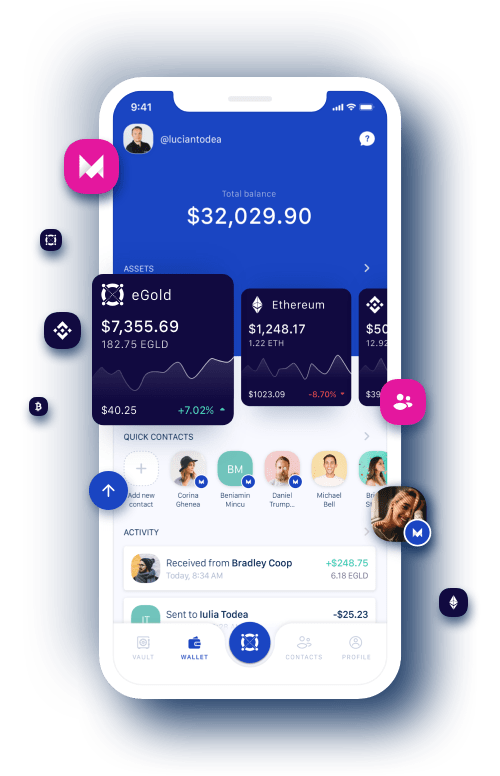 9:41
@luciantodea
?
Total balance
$32,029.90
ASSETS
eGold
$7,355.69
182.75 EGLD
$40.25 +7.02%
Ethereum
$1,248.17
1.22 ETH
$1023.09 -8.70%
$50
12.92
$39
QUICK CONTACTS
Add new
contact
Corina
Ghenea
BM
Beniamin
Mincu
Daniel
Trump...
Michael
Bell
ACTIVITY
Received from Bradley Coop +$248.75
Today, 8:34 AM 6.18 EGLD
IT
Sent to Iulia Todea -$25.23
VAULT
WALLET
CONTACTS
PROFILE